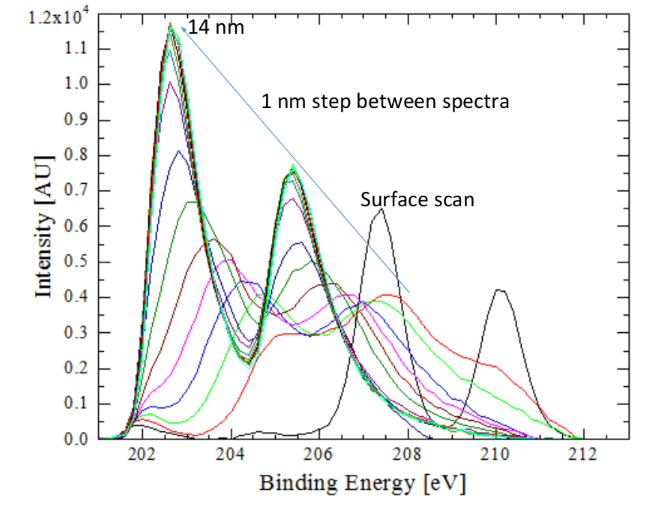 1.2x10⁴
14 nm
1.1
1.0
1 nm step between spectra
0.9
0.8
0.7
Surface scan
0.6
0.5
0.4
0.3
0.2
0.1
0.0
Intensity [AU]
202 204 206 208 210 212
Binding Energy [eV]